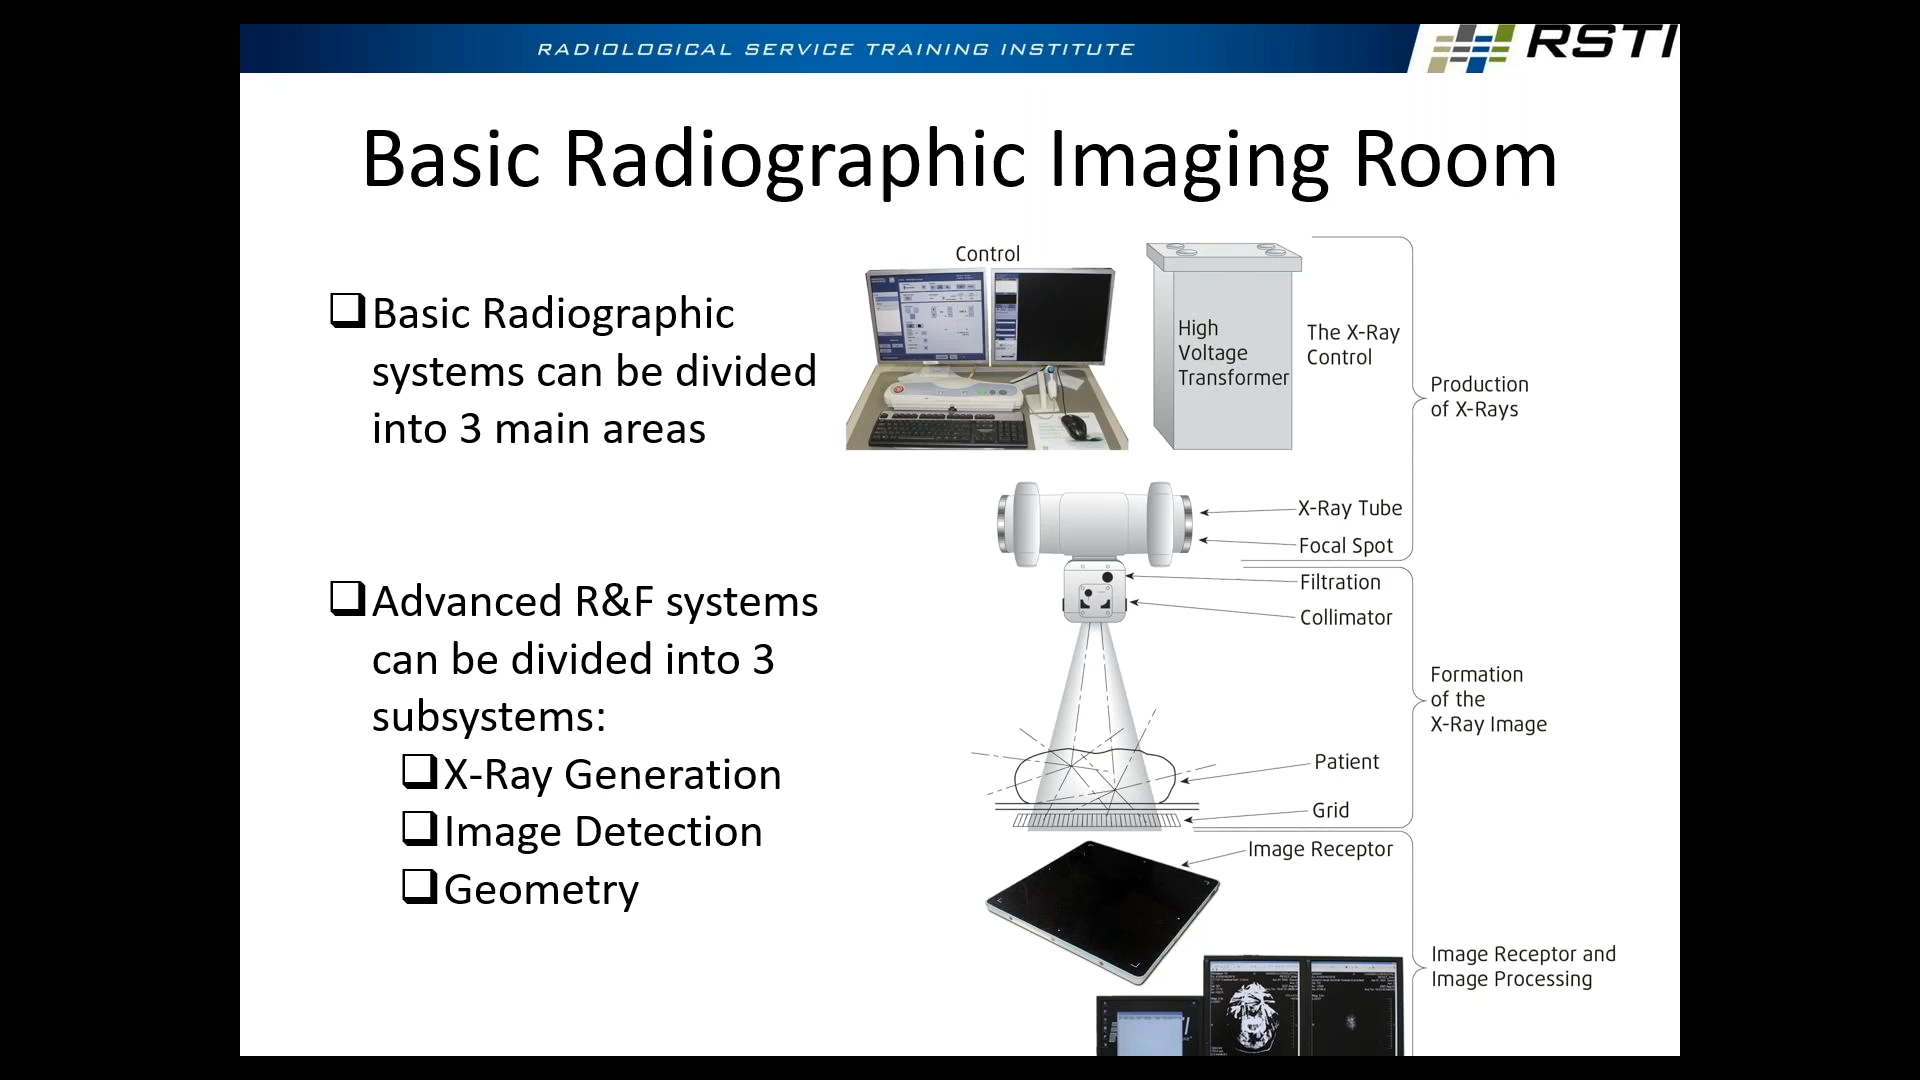 RADIOLOGICAL SERVICE TRAINING INSTITUTE
RSTI
Basic Radiographic Imaging Room
Basic Radiographic
systems can be divided
into 3 main areas
Advanced R&F systems
can be divided into 3
subsystems:
X-Ray Generation
Image Detection
Geometry
Control
High
Voltage
Transformer
The X-Ray
Control
Production
of X-Rays
X-Ray Tube
Focal Spot
Filtration
Collimator
Formation
of the
X-Ray Image
Patient
Grid
Image Receptor
Image Receptor and
Image Processing